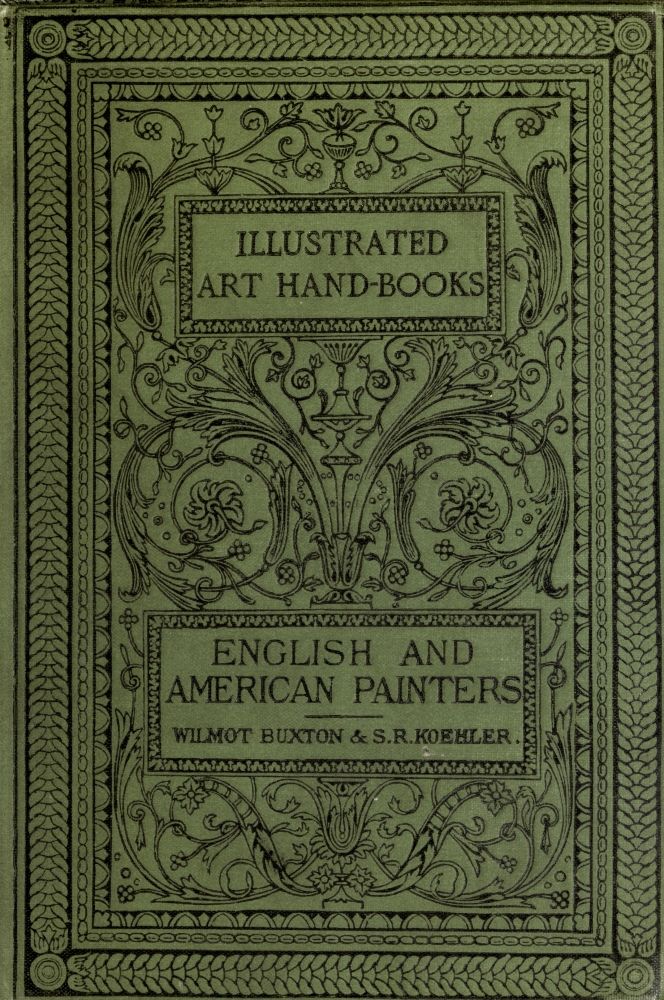 ILLUSTRATED
ART HAND-BOOKS
ENGLISH AND
AMERICAN PAINTERS
WILMOT BUXTON & S.R.KOEHLER.